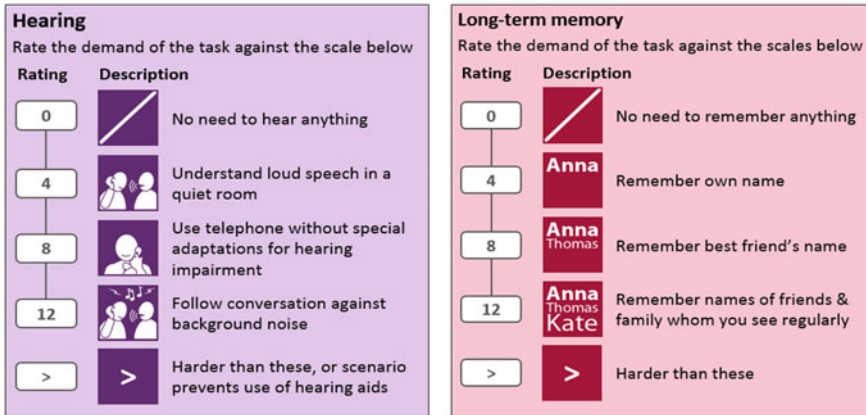 Hearing
Rate the demand of the task against the scale below
Rating Description
0 No need to hear anything
4 Understand loud speech in a
quiet room
8 Use telephone without special
adaptations for hearing
impairment
12 Follow conversation against
background noise
> > Harder than these, or scenario
prevents use of hearing aids
Long-term memory
Rate the demand of the task against the scales below
Rating Description
0 No need to remember anything
4 Anna Remember own name
8 Anna
Thomas Remember best friend's name
12 Anna
Thomas
Kate Remember names of friends &
family whom you see regularly
> > Harder than these